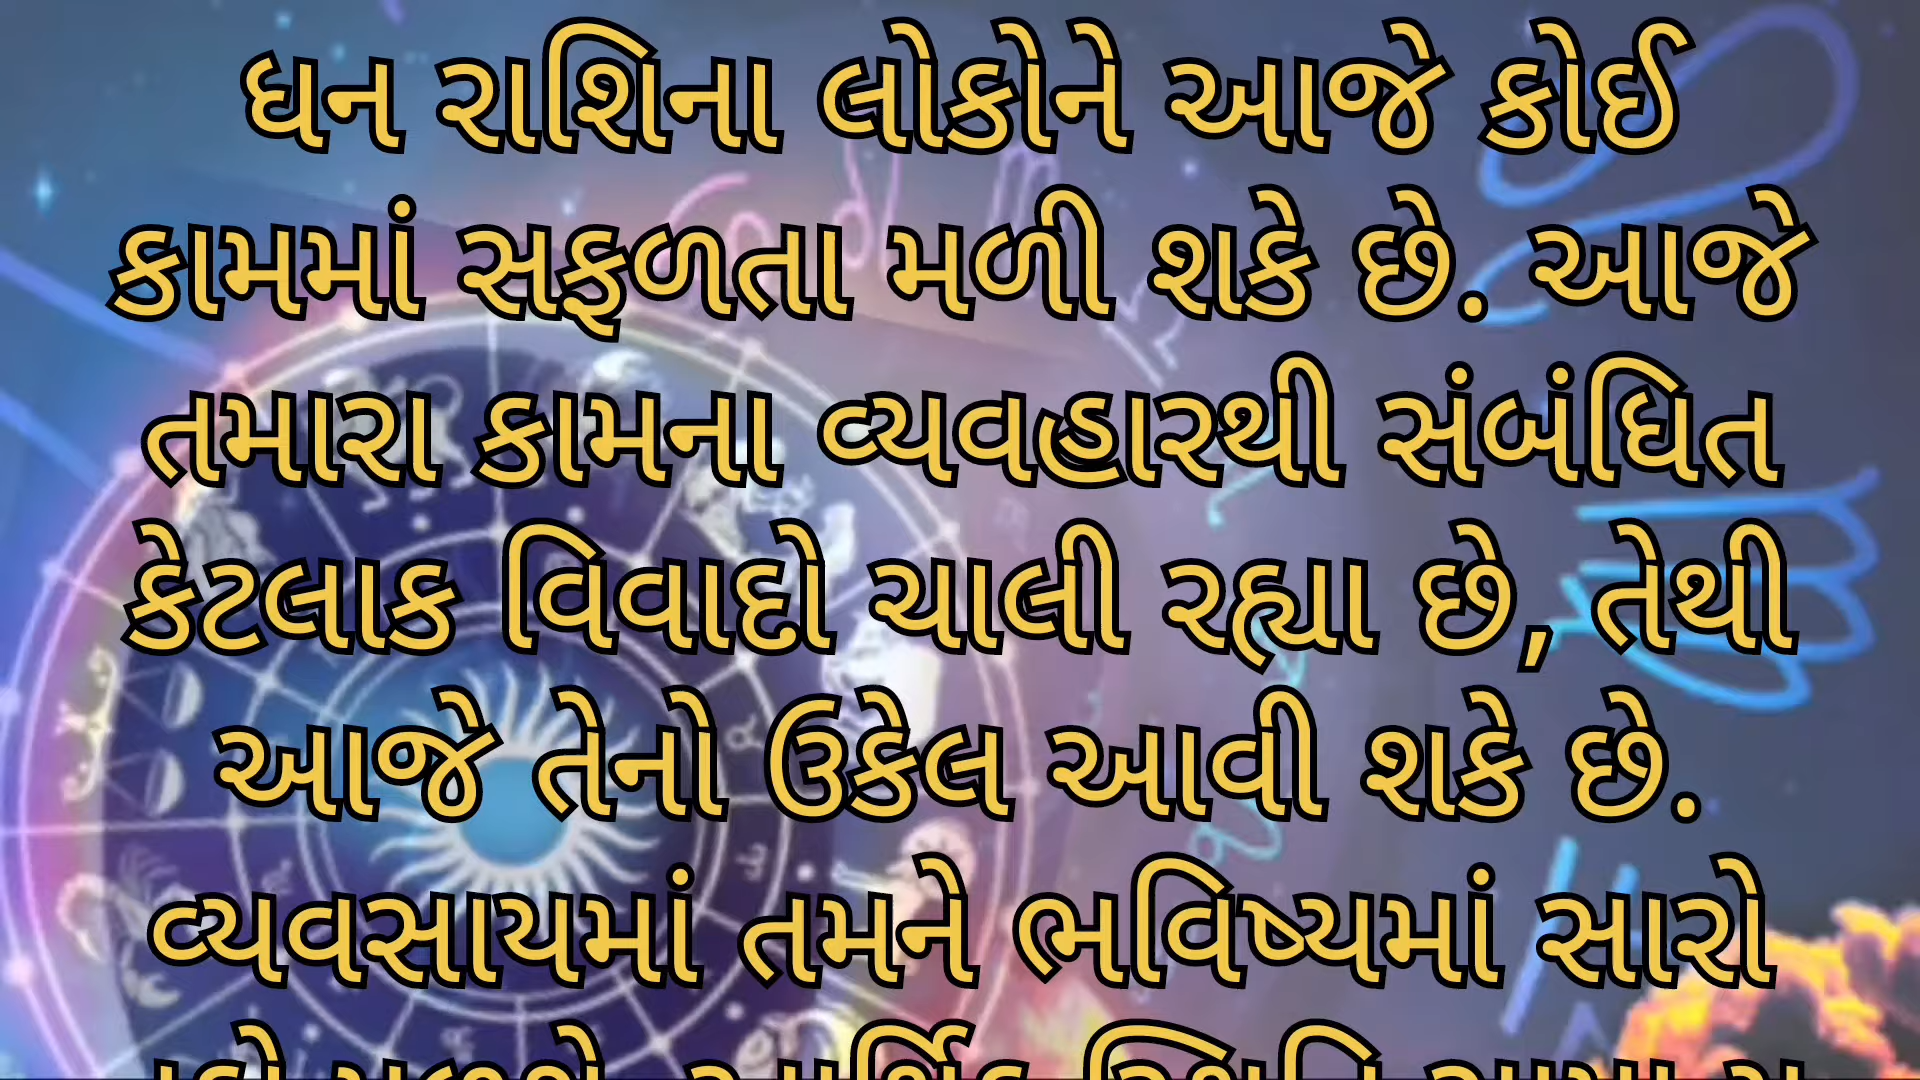 ધન રાશિના લોકોને આજે કોઈ
કામમાં સફળતા મળી શકે છે. આજે
તમારા કામના વ્યવહારથી સંબંધિત
કેટલાક વિવાદો ચાલી રહ્યા છે, તેથી
આજે તેનો ઉકેલ આવી શકે છે.
વ્યવસાયમાં તમને ભવિષ્યમાં સારો